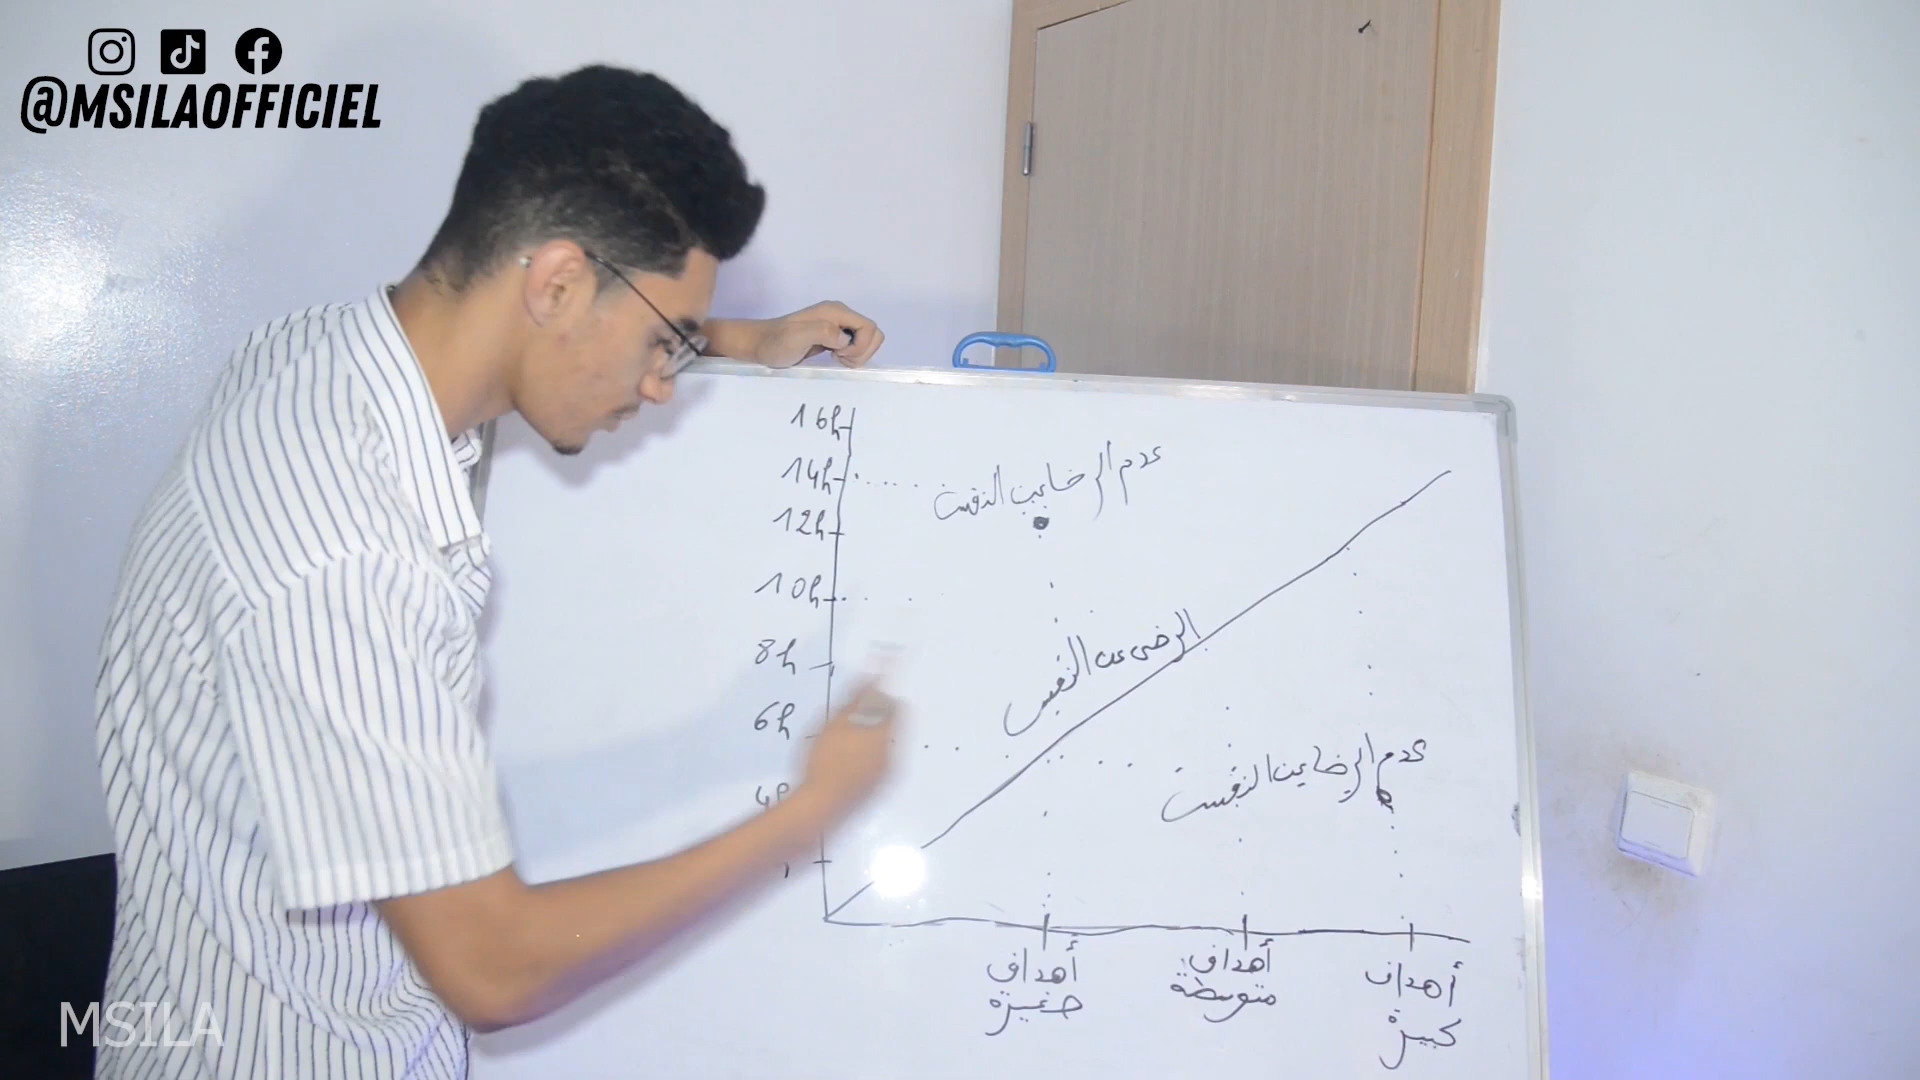 @MSILAOFFICIEL
16h
14h
عدم الرضا عن النفس
12h
10h
8h
الرضى عن النفس
6h
عدم الرضا عن النفس
4h
أهداف
صغيرة
أهداف
متوسطة
أهداف
كبيرة
MSILA